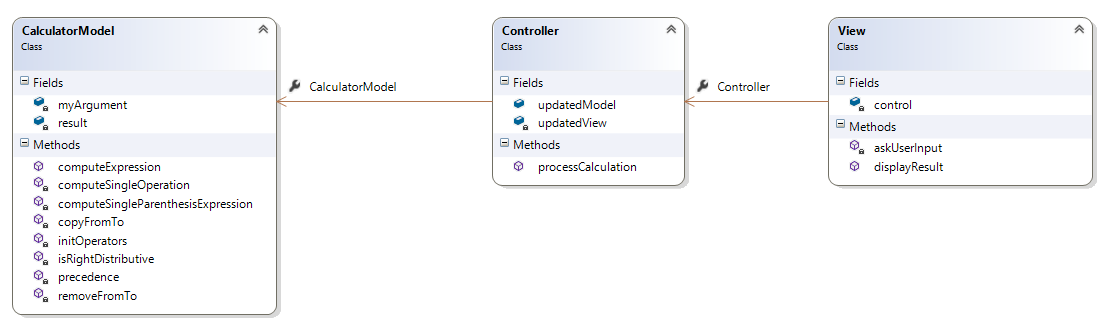 CalculatorModel
Class
Fields
myArgument
result
Methods
computeExpression
computeSingleOperation
computeSingleParenthesisExpression
copyFromTo
initOperators
isRightDistributive
precedence
removeFromTo
CalculatorModel
Controller
Class
Fields
updatedModel
updatedView
Methods
processCalculation
Controller
View
Class
Fields
control
Methods
askUserInput
displayResult